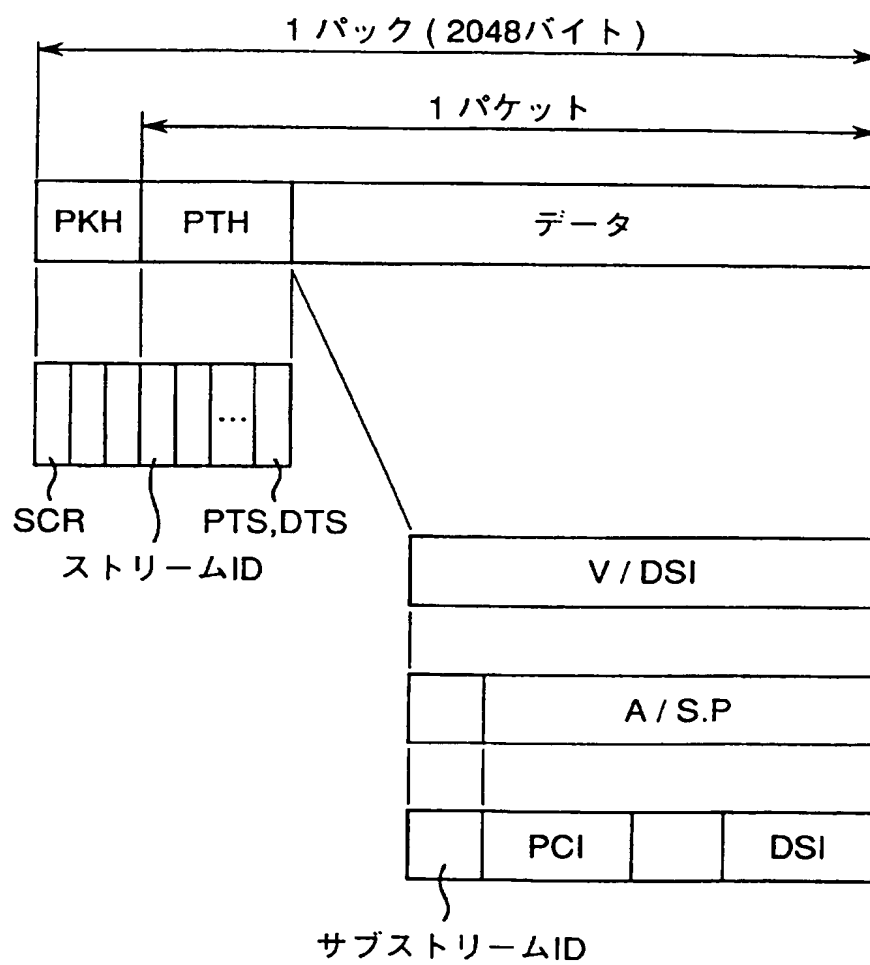 1 パック ( 2048バイト )
1 パケット
PKH PTH データ
...
SCR PTS,DTS
ストリームID
V / DSI
A / S.P
PCI DSI
サブストリームID